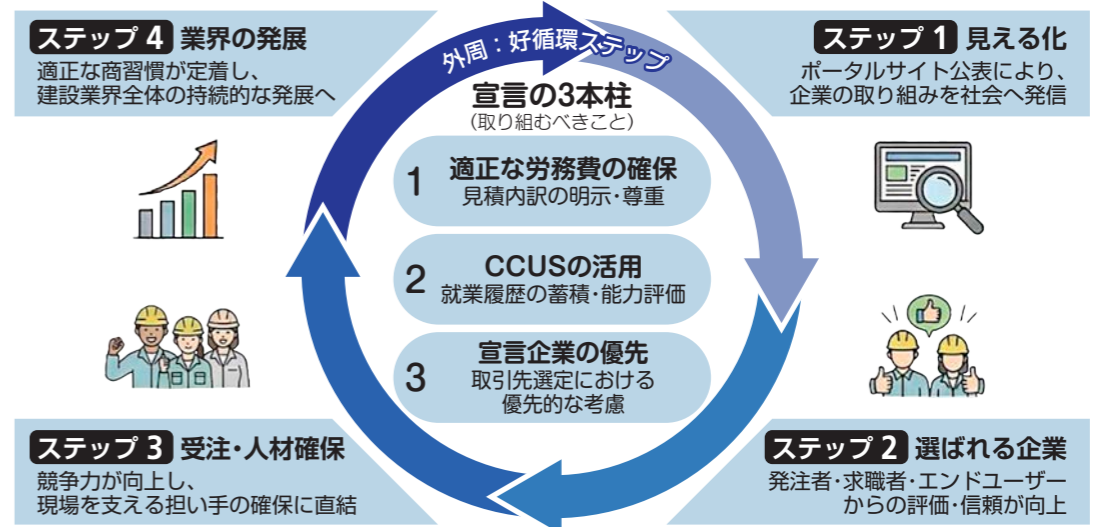 外周：好循環ステップ
宣言の3本柱
（取り組むべきこと）
1
適正な労務費の確保
見積内訳の明示・尊重
2
CCUSの活用
就業履歴の蓄積・能力評価
3
宣言企業の優先
取引先選定における
優先的な考慮
ステップ 1 見える化
ポータルサイト公表により、
企業の取り組みを社会へ発信
ステップ 2 選ばれる企業
発注者・求職者・エンドユーザー
からの評価・信頼が向上
ステップ 3 受注・人材確保
競争力が向上し、
現場を支える担い手の確保に直結
ステップ 4 業界の発展
適正な商習慣が定着し、
建設業界全体の持続的な発展へ